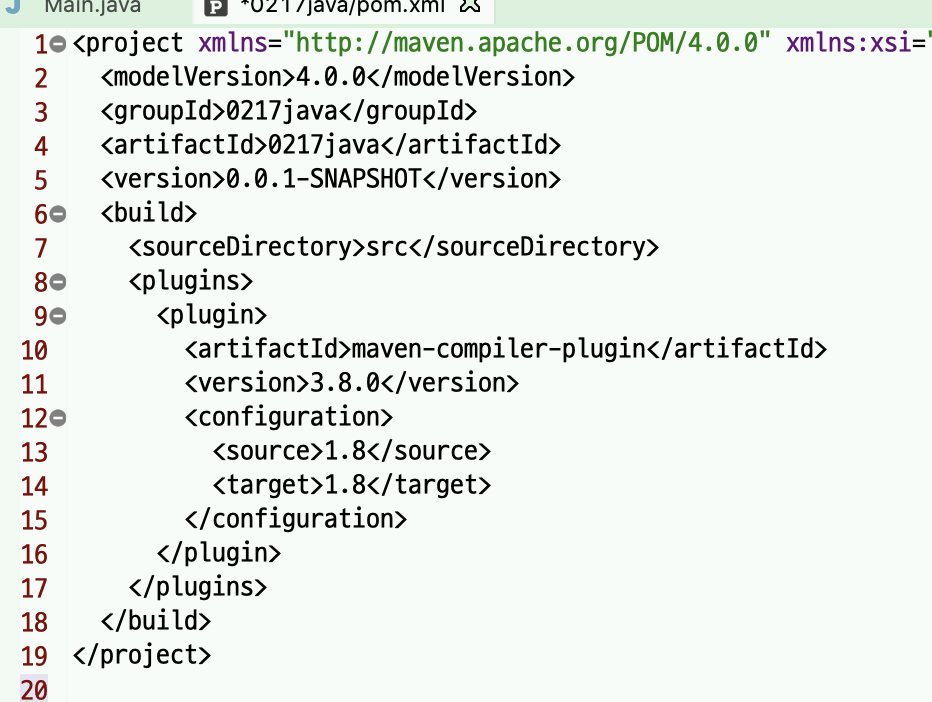 Main.java
P *0217java/pom.xml
1 <project xmlns="http://maven.apache.org/POM/4.0.0" xmlns:xsi="
2 <modelVersion>4.0.0</modelVersion>
3 <groupId>0217java</groupId>
4 <artifactId>0217java</artifactId>
5 <version>0.0.1-SNAPSHOT</version>
6 <build>
7 <sourceDirectory>src</sourceDirectory>
8 <plugins>
9 <plugin>
10 <artifactId>maven-compiler-plugin</artifactId>
11 <version>3.8.0</version>
12 <configuration>
13 <source>1.8</source>
14 <target>1.8</target>
15 </configuration>
16 </plugin>
17 </plugins>
18 </build>
19 </project>
20